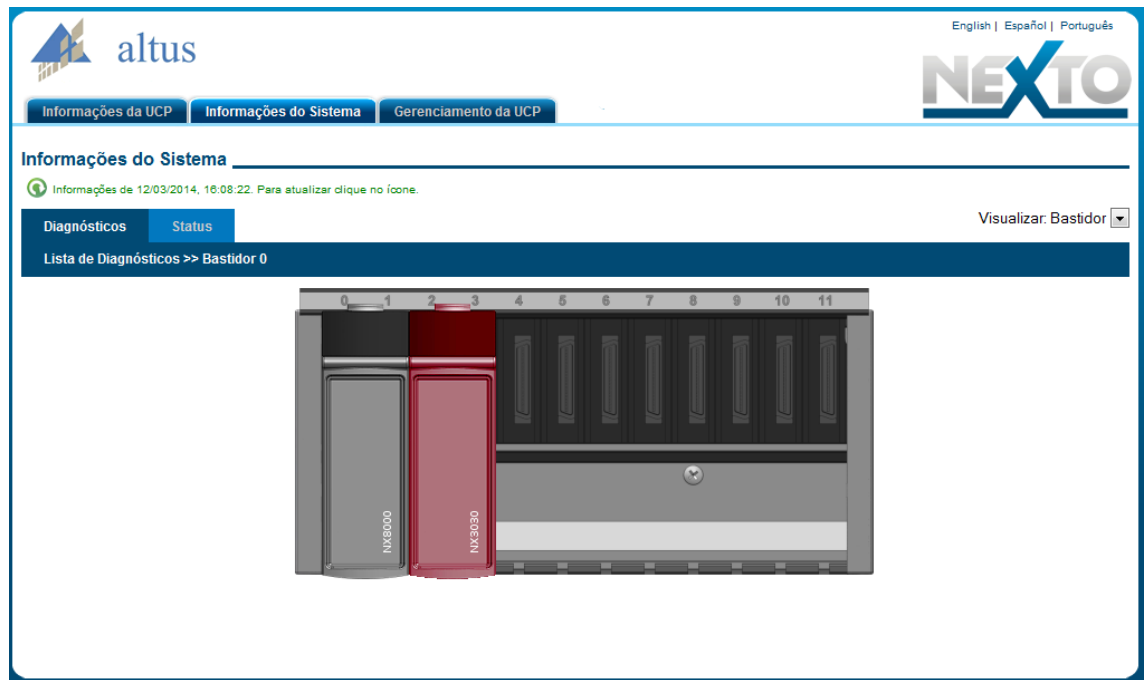 altus
English | Español | Português
NEXTO
Informações da UCP Informações do Sistema Gerenciamento da UCP
Informações do Sistema
Informações de 12/03/2014, 16:08:22. Para atualizar clique no ícone.
Diagnósticos Status
Visualizar: Bastidor
Lista de Diagnósticos >> Bastidor 0
0 1 2 3 4 5 6 7 8 9 10 11
NX8000
NX3030